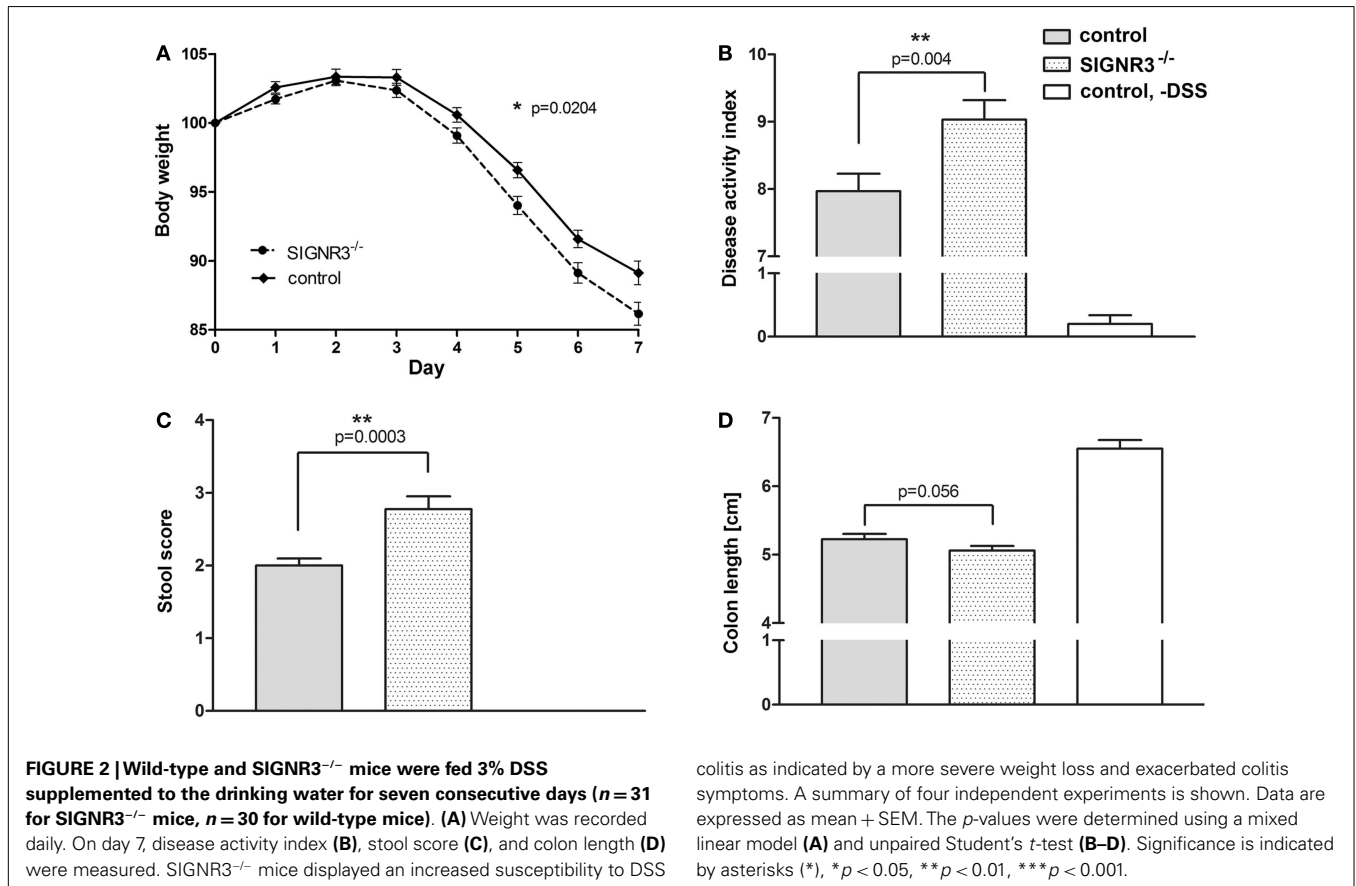 A
105
100
95
90
85
Body weight
* p=0.0204
SIGNR3-/-
control
0 1 2 3 4 5 6 7
Day
B
10
9
8
7
1
0
Disease activity index
**
p=0.004
control
SIGNR3-/-
control, -DSS
C
4
3
2
1
0
Stool score
**
p=0.0003
D
7
6
5
4
1
0
Colon length [cm]
p=0.056
FIGURE 2 | Wild-type and SIGNR3−/− mice were fed 3% DSS
supplemented to the drinking water for seven consecutive days (n = 31
for SIGNR3−/− mice, n = 30 for wild-type mice). (A) Weight was recorded
daily. On day 7, disease activity index (B), stool score (C), and colon length (D)
were measured. SIGNR3−/− mice displayed an increased susceptibility to DSS
colitis as indicated by a more severe weight loss and exacerbated colitis
symptoms. A summary of four independent experiments is shown. Data are
expressed as mean + SEM. The p-values were determined using a mixed
linear model (A) and unpaired Student's t-test (B–D). Significance is indicated
by asterisks (*), *p < 0.05, **p < 0.01, ***p < 0.001.